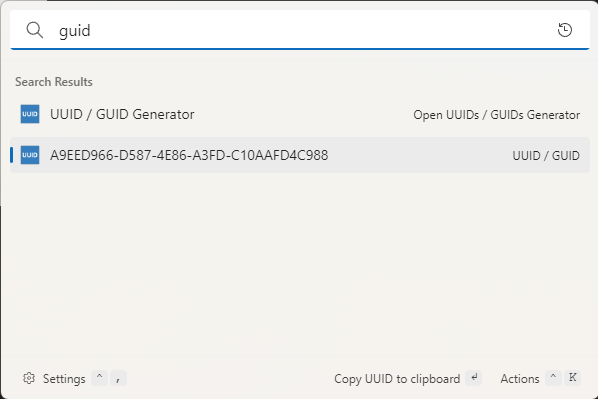 guid
Search Results
UUID UUID / GUID Generator Open UUIDs / GUIDs Generator
UUID A9EED966-D587-4E86-A3FD-C10AAFD4C988 UUID / GUID
Settings ^ , Copy UUID to clipboard ↵ Actions ^ K